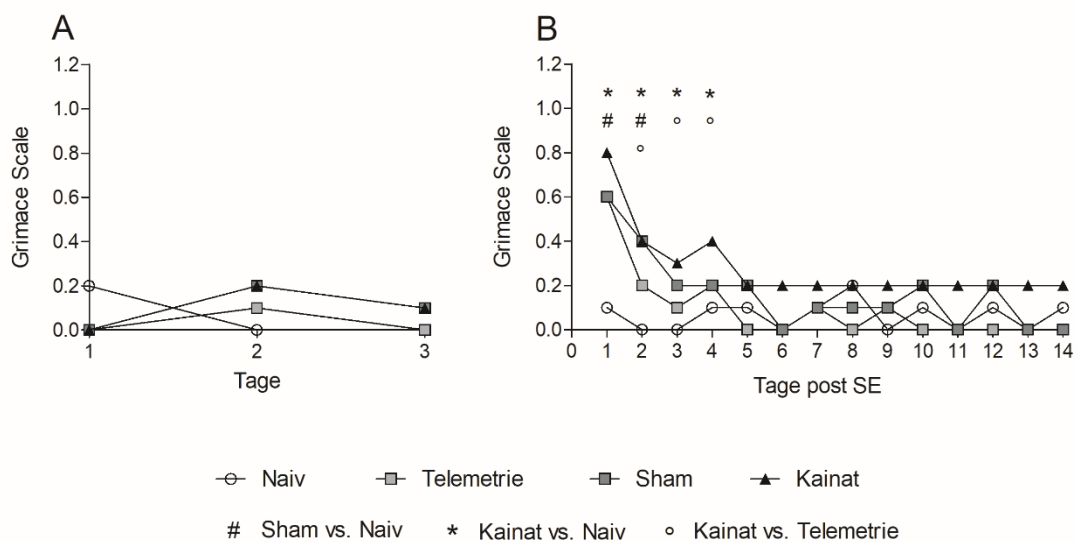 A
B
1.2
1.0
0.8
0.6
0.4
0.2
0.0
Grimace Scale
1
2
3
Tage
1.2
1.0
0.8
0.6
0.4
0.2
0.0
Grimace Scale
* * * *
# #
0 1 2 3 4 5 6 7 8 9 10 11 12 13 14
Tage post SE
Naiv Telemetrie Sham Kainat
# Sham vs. Naiv * Kainat vs. Naiv ° Kainat vs. Telemetrie